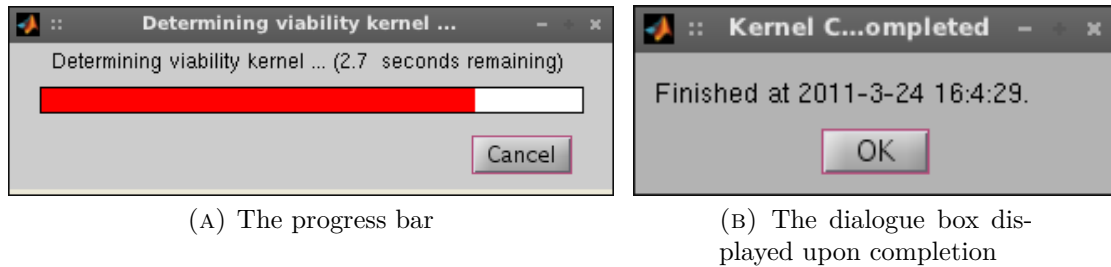 Determining viability kernel ...
Determining viability kernel ... (2.7 seconds remaining)
Cancel
(A) The progress bar
Kernel C...ompleted
Finished at 2011-3-24 16:4:29.
OK
(B) The dialogue box dis-
played upon completion